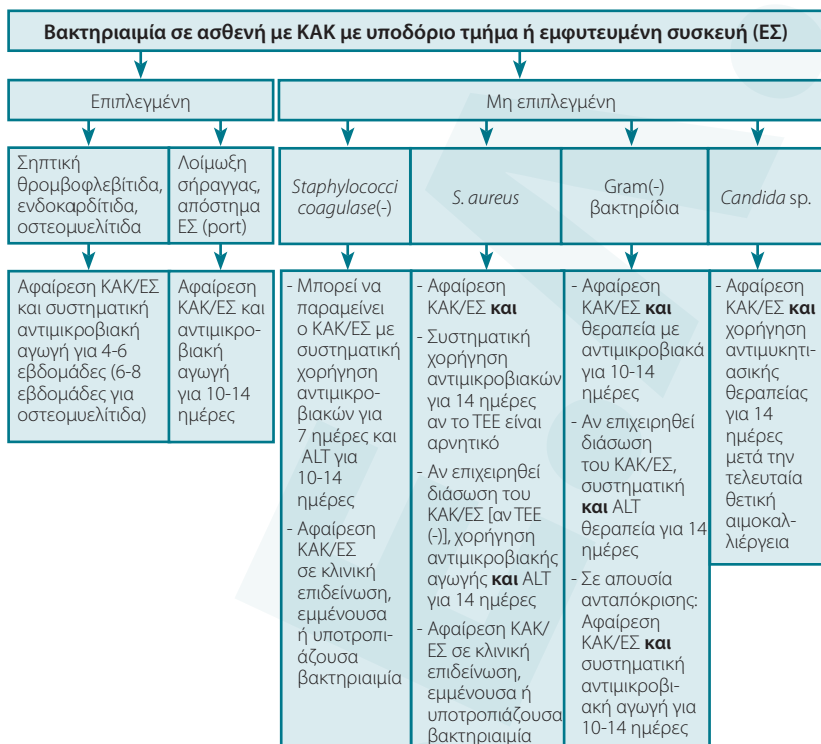 Βακτηριαιμία σε ασθενή με ΚΑΚ με υποδόριο τμήμα ή εμφυτευμένη συσκευή (ΕΣ)
Επιπλεγμένη
Μη επιπλεγμένη
Σηπτική
θρομβοφλεβίτιδα,
ενδοκαρδίτιδα,
οστεομυελίτιδα
Λοίμωξη
σήραγγας,
απόστημα
ΕΣ (port)
Staphylococci
coagulase(-)
S. aureus
Gram(-)
βακτηρίδια
Candida sp.
Αφαίρεση ΚΑΚ/ΕΣ
και συστηματική
αντιμικροβιακή
αγωγή για 4-6
εβδομάδες (6-8
εβδομάδες για
οστεομυελίτιδα)
Αφαίρεση
ΚΑΚ/ΕΣ και
αντιμικρο-
βιακή
αγωγή
για 10-14
ημέρες
- Μπορεί να
παραμείνει
ο ΚΑΚ/ΕΣ με
συστηματική
χορήγηση
αντιμικρο-
βιακών για
7 ημέρες και
ALT για
10-14
ημέρες
- Αφαίρεση
ΚΑΚ/ΕΣ
σε κλινική
επιδείνωση,
εμμένουσα
ή υποτροπι-
άζουσα
βακτηριαιμία
- Αφαίρεση
ΚΑΚ/ΕΣ και
- Συστηματική
χορήγηση
αντιμικροβιακών
για 14 ημέρες
αν το ΤΕΕ είναι
αρνητικό
- Αν επιχειρηθεί
διάσωση του
ΚΑΚ/ΕΣ [αν ΤΕΕ
(-)], χορήγηση
αντιμικροβιακής
αγωγής και ALT
για 14 ημέρες
- Αφαίρεση ΚΑΚ/
ΕΣ σε κλινική
επιδείνωση,
εμμένουσα ή
υποτροπιάζουσα
βακτηριαιμία
- Αφαίρεση
ΚΑΚ/ΕΣ και
θεραπεία με
αντιμικροβιακά
για 10-14
ημέρες
- Αν επιχειρηθεί
διάσωση
του ΚΑΚ/ΕΣ,
συστηματική
και ALT
θεραπεία για 14
ημέρες
- Σε απουσία
ανταπόκρισης:
Αφαίρεση
ΚΑΚ/ΕΣ και
συστηματική
αντιμικροβι-
ακή αγωγή για
10-14 ημέρες
- Αφαίρεση
ΚΑΚ/ΕΣ και
χορήγηση
αντιμυκητι-
ασικής
θεραπείας
για 14
ημέρες
μετά την
τελευταία
θετική
αιμοκαλ-
λιέργεια